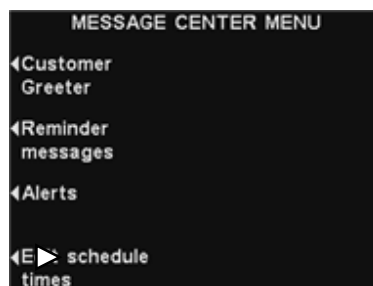 MESSAGE CENTER MENU
Customer
Greeter
Reminder
messages
Alerts
schedule
times